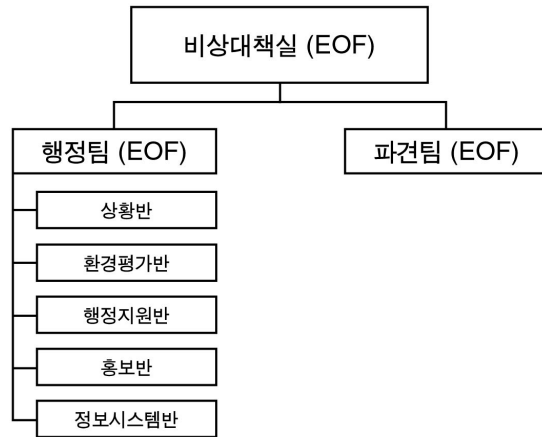 비상대책실 (EOF)
행정팀 (EOF)
파견팀 (EOF)
상황반
환경평가반
행정지원반
홍보반
정보시스템반